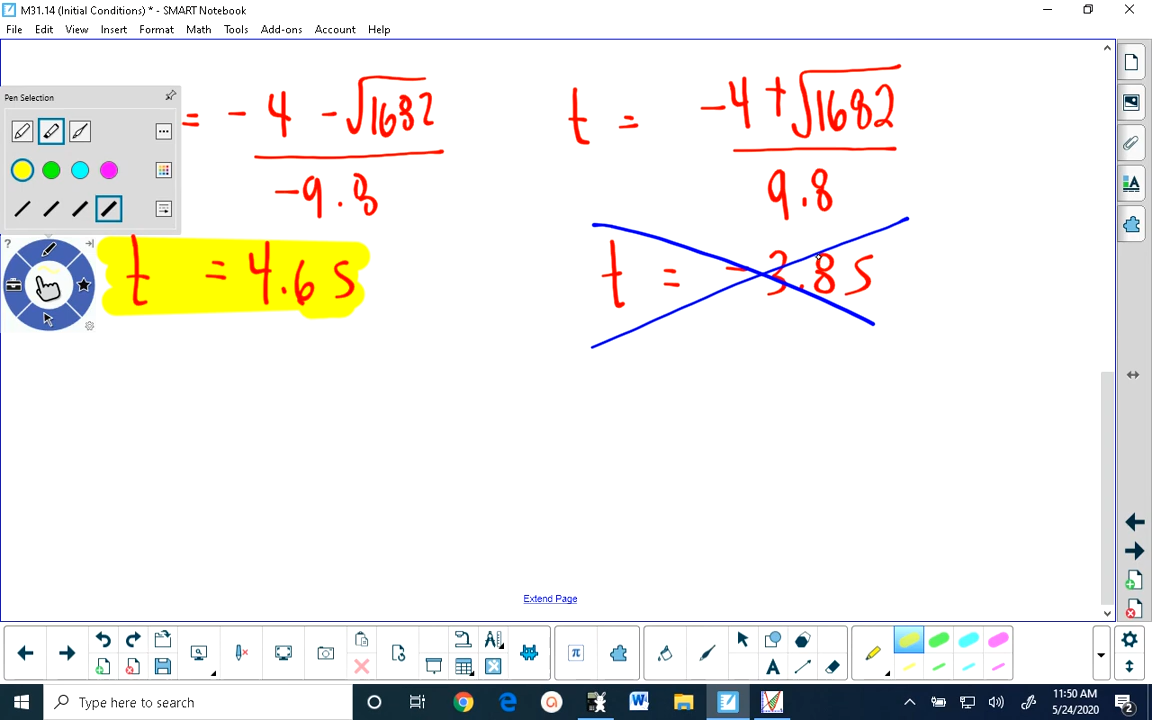 M31.14 (Initial Conditions) * - SMART Notebook
File Edit View Insert Format Math Tools Add-ons Account Help
Pen Selection
= -4 - √1682
-9.8
t = 4.6 s
t = -4 + √1682
9.8
t = -3.8 s
?
Extend Page
π
A
Type here to search
11:50 AM
5/24/2020
2